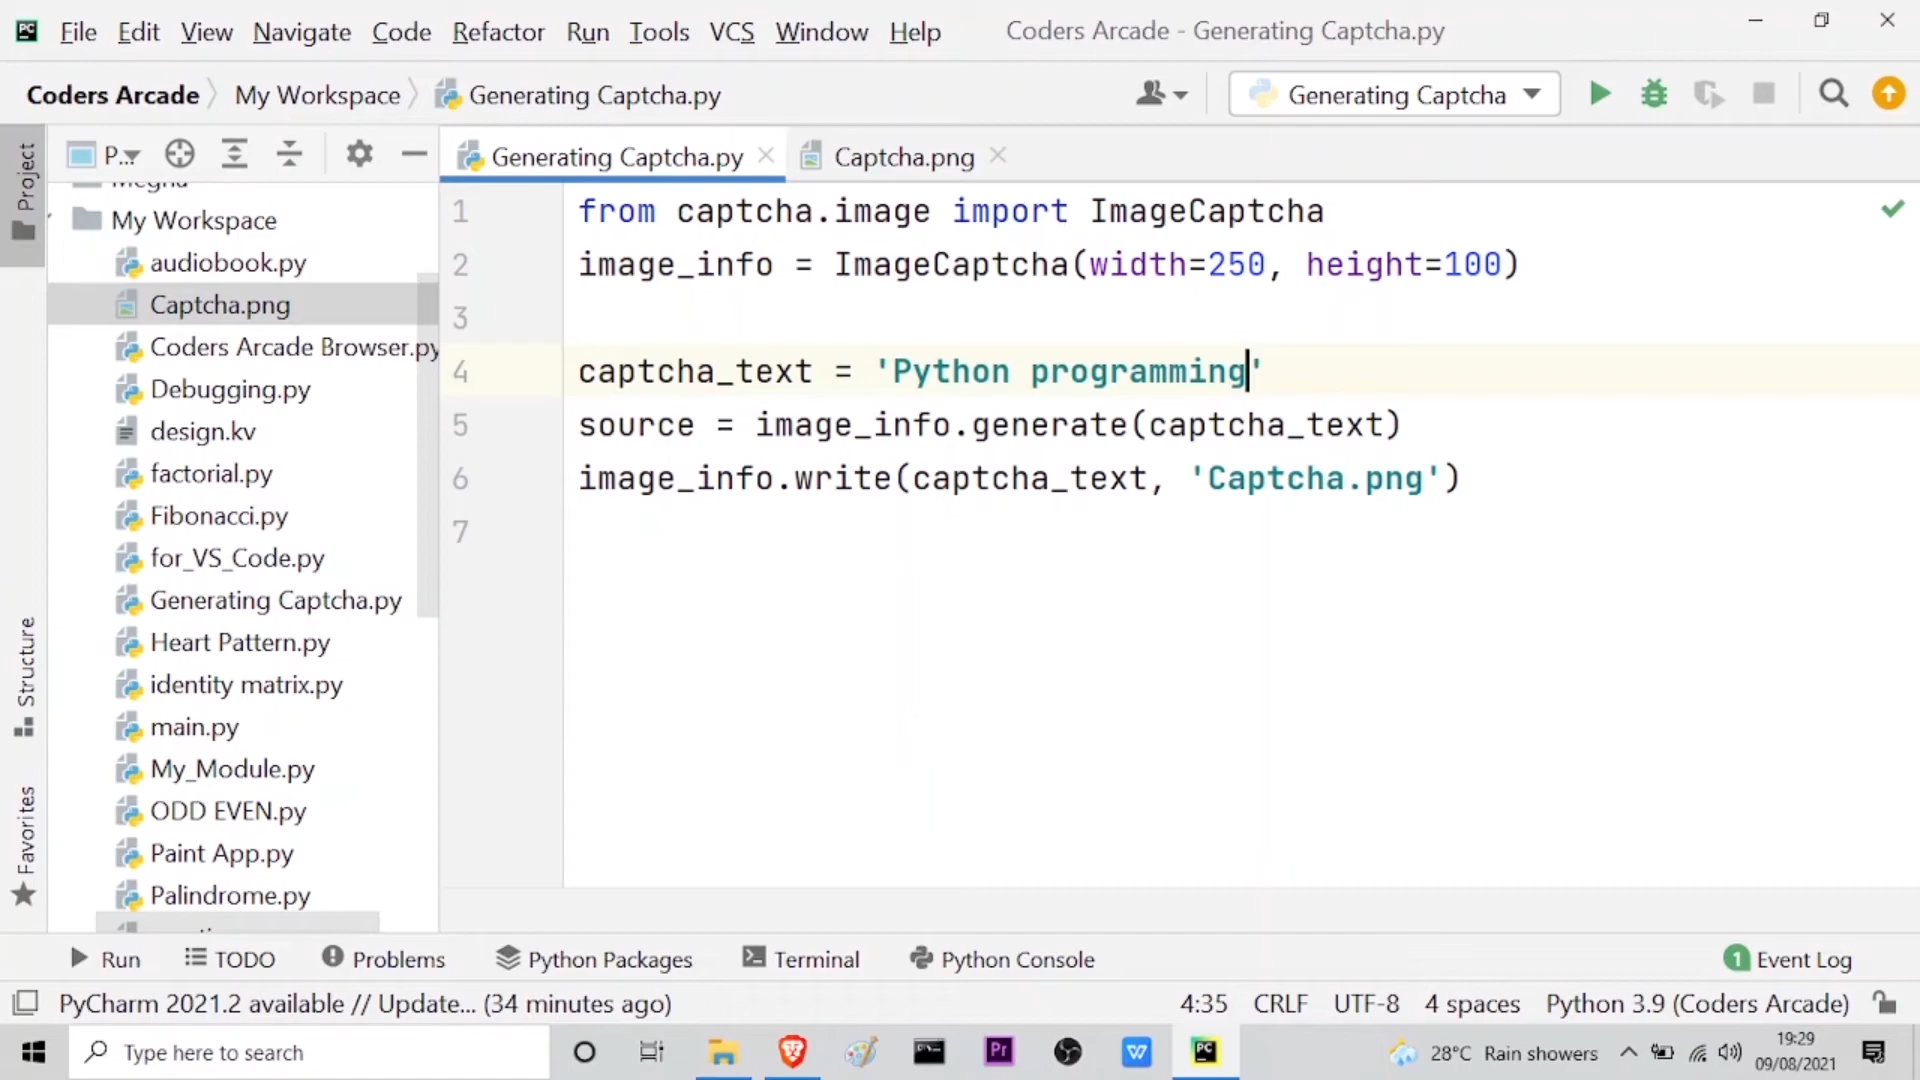 PC File Edit View Navigate Code Refactor Run Tools VCS Window Help Coders Arcade - Generating Captcha.py
Coders Arcade My Workspace Generating Captcha.py Generating Captcha
Project
P... Generating Captcha.py Captcha.png
My Workspace
audiobook.py
Captcha.png
Coders Arcade Browser.py
Debugging.py
design.kv
factorial.py
Fibonacci.py
for_VS_Code.py
Generating Captcha.py
Heart Pattern.py
identity matrix.py
main.py
My_Module.py
ODD EVEN.py
Paint App.py
Palindrome.py
Structure
Favorites
1 from captcha.image import ImageCaptcha
2 image_info = ImageCaptcha(width=250, height=100)
3
4 captcha_text = 'Python programming'
5 source = image_info.generate(captcha_text)
6 image_info.write(captcha_text, 'Captcha.png')
7
Run TODO Problems Python Packages Terminal Python Console 1 Event Log
PyCharm 2021.2 available // Update... (34 minutes ago) 4:35 CRLF UTF-8 4 spaces Python 3.9 (Coders Arcade)
Type here to search Pr W PC 28°C Rain showers 19:29
09/08/2021